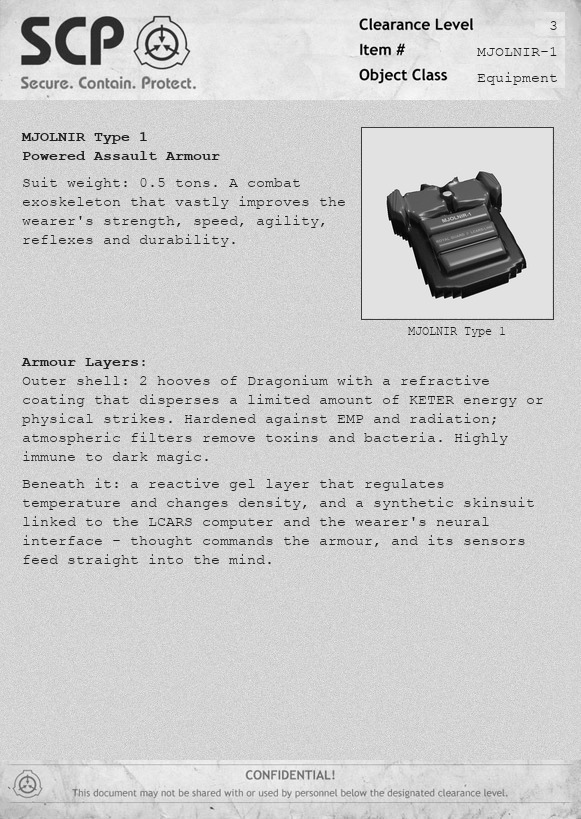 SCP
Secure. Contain. Protect.
Clearance Level 3
Item # MJOLNIR-1
Object Class Equipment
MJOLNIR Type 1
Powered Assault Armour
Suit weight: 0.5 tons. A combat
exoskeleton that vastly improves the
wearer's strength, speed, agility,
reflexes and durability.
MJOLNIR-1
MJOLNIR Type 1
Armour Layers:
Outer shell: 2 hooves of Dragonium with a refractive
coating that disperses a limited amount of KETER energy or
physical strikes. Hardened against EMP and radiation;
atmospheric filters remove toxins and bacteria. Highly
immune to dark magic.
Beneath it: a reactive gel layer that regulates
temperature and changes density, and a synthetic skinsuit
linked to the LCARS computer and the wearer's neural
interface – thought commands the armour, and its sensors
feed straight into the mind.
CONFIDENTIAL!
This document may not be shared with or used by personnel below the designated clearance level.